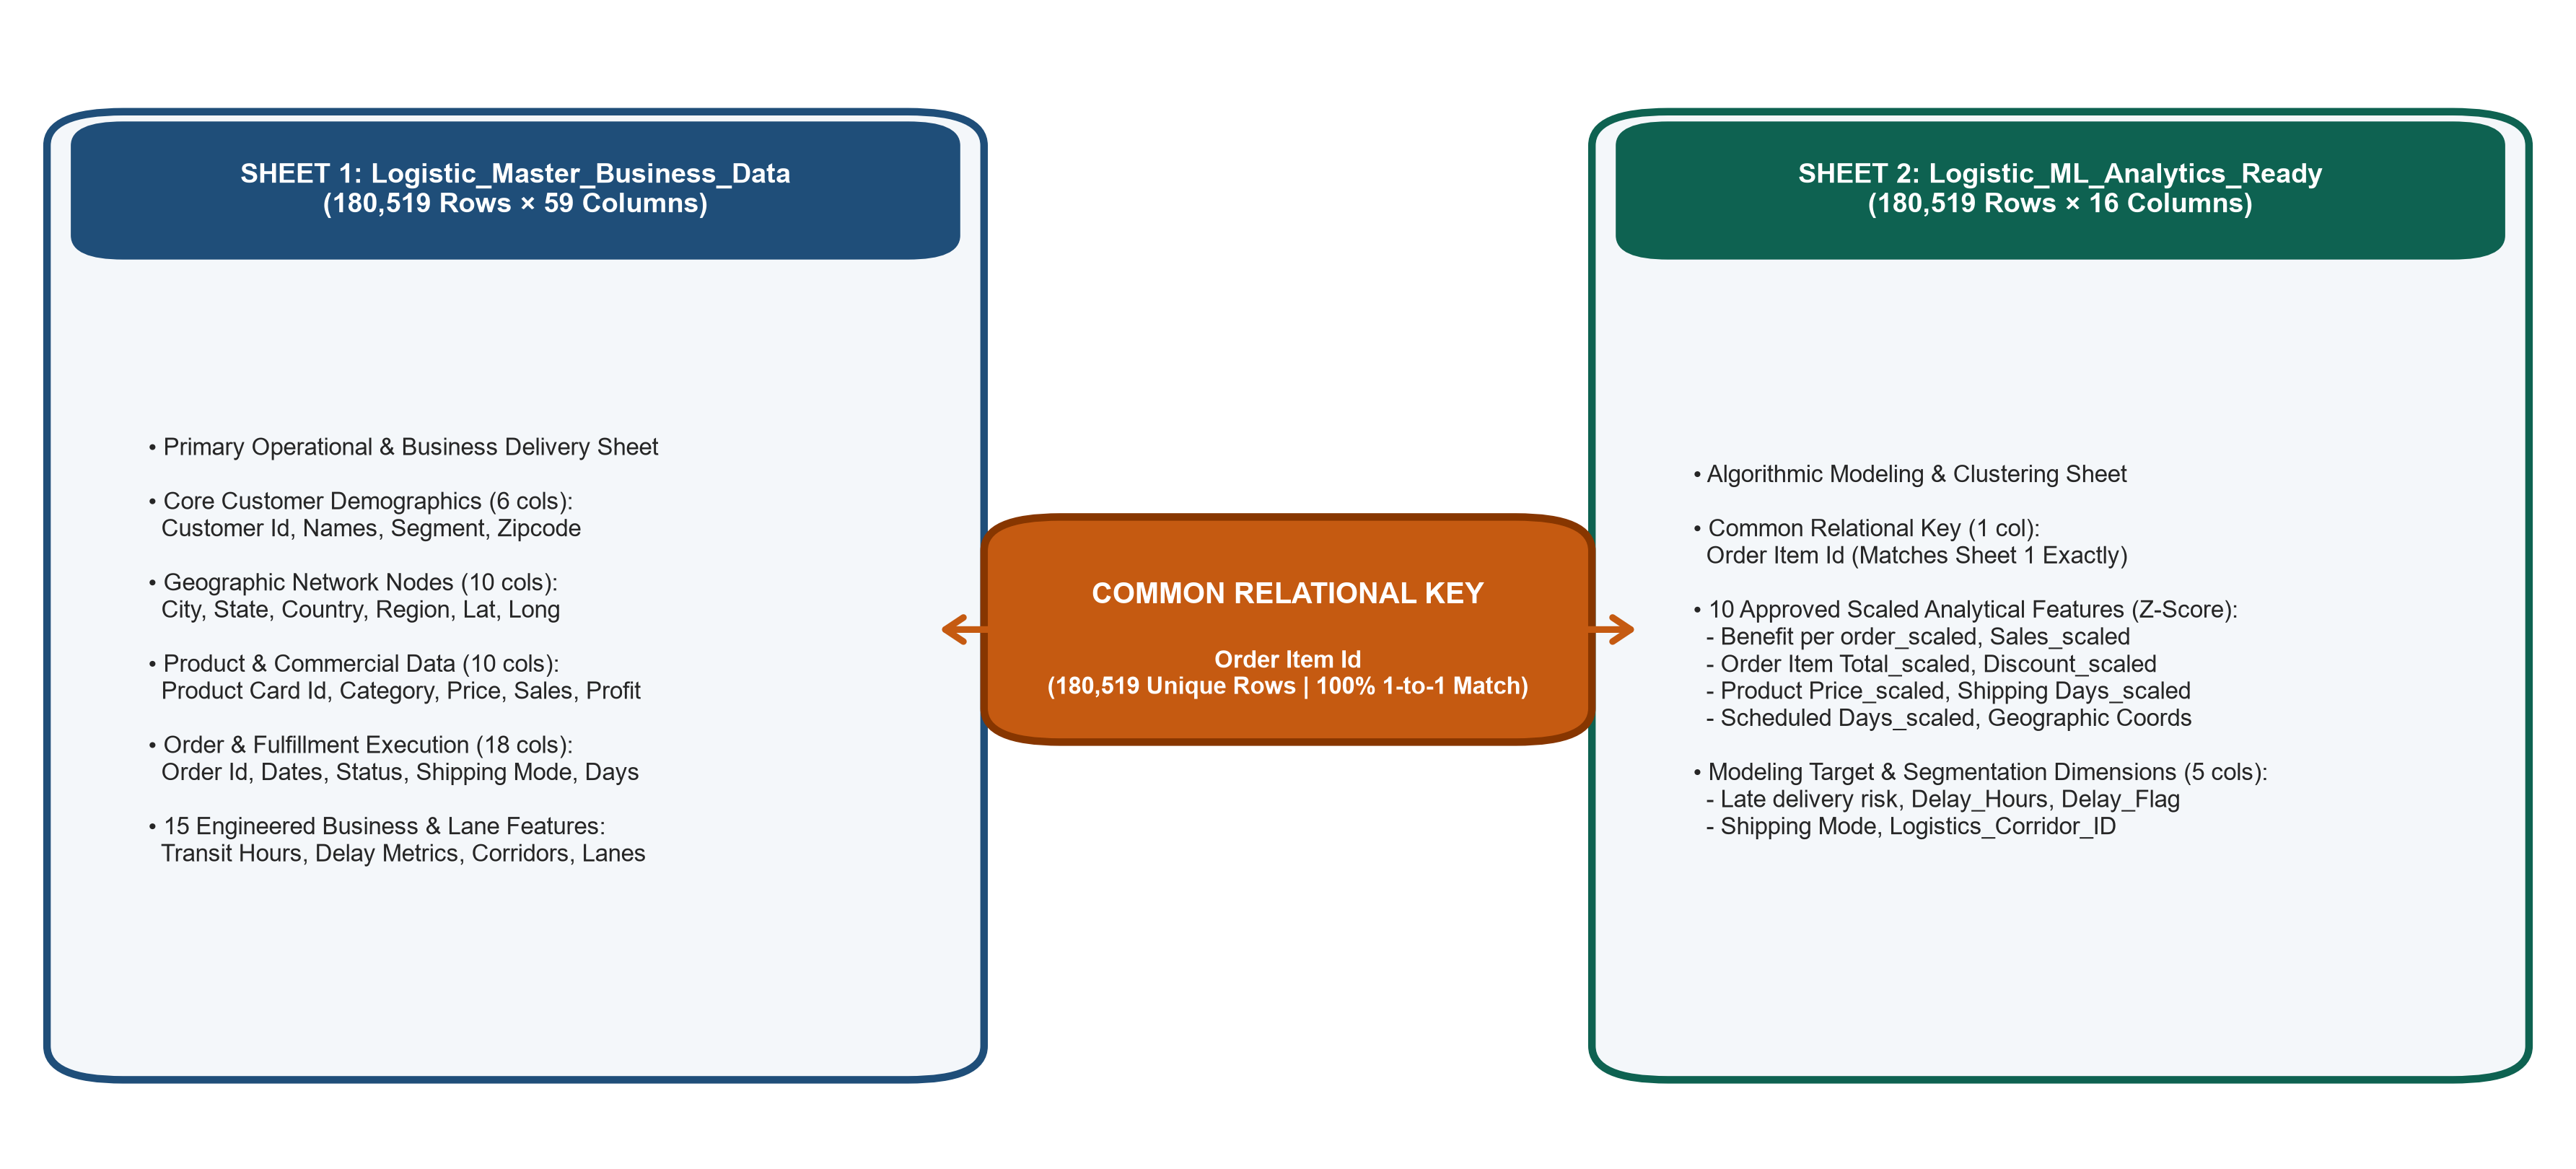 SHEET 1: Logistic_Master_Business_Data
(180,519 Rows × 59 Columns)
• Primary Operational & Business Delivery Sheet
• Core Customer Demographics (6 cols):
Customer Id, Names, Segment, Zipcode
• Geographic Network Nodes (10 cols):
City, State, Country, Region, Lat, Long
• Product & Commercial Data (10 cols):
Product Card Id, Category, Price, Sales, Profit
• Order & Fulfillment Execution (18 cols):
Order Id, Dates, Status, Shipping Mode, Days
• 15 Engineered Business & Lane Features:
Transit Hours, Delay Metrics, Corridors, Lanes
COMMON RELATIONAL KEY
Order Item Id
(180,519 Unique Rows | 100% 1-to-1 Match)
SHEET 2: Logistic_ML_Analytics_Ready
(180,519 Rows × 16 Columns)
• Algorithmic Modeling & Clustering Sheet
• Common Relational Key (1 col):
Order Item Id (Matches Sheet 1 Exactly)
• 10 Approved Scaled Analytical Features (Z-Score):
- Benefit per order_scaled, Sales_scaled
- Order Item Total_scaled, Discount_scaled
- Product Price_scaled, Shipping Days_scaled
- Scheduled Days_scaled, Geographic Coords
• Modeling Target & Segmentation Dimensions (5 cols):
- Late delivery risk, Delay_Hours, Delay_Flag
- Shipping Mode, Logistics_Corridor_ID